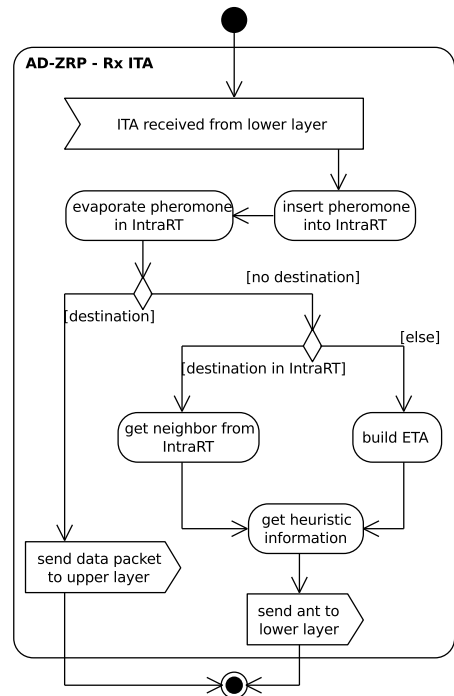 AD-ZRP - Rx ITA
ITA received from lower layer
evaporate pheromone
in IntraRT
insert pheromone
into IntraRT
[no destination]
[destination]
[else]
[destination in IntraRT]
get neighbor from
IntraRT
build ETA
get heuristic
information
send data packet
to upper layer
send ant to
lower layer